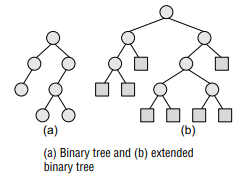 (a) (b)
(a) Binary tree and (b) extended
binary tree